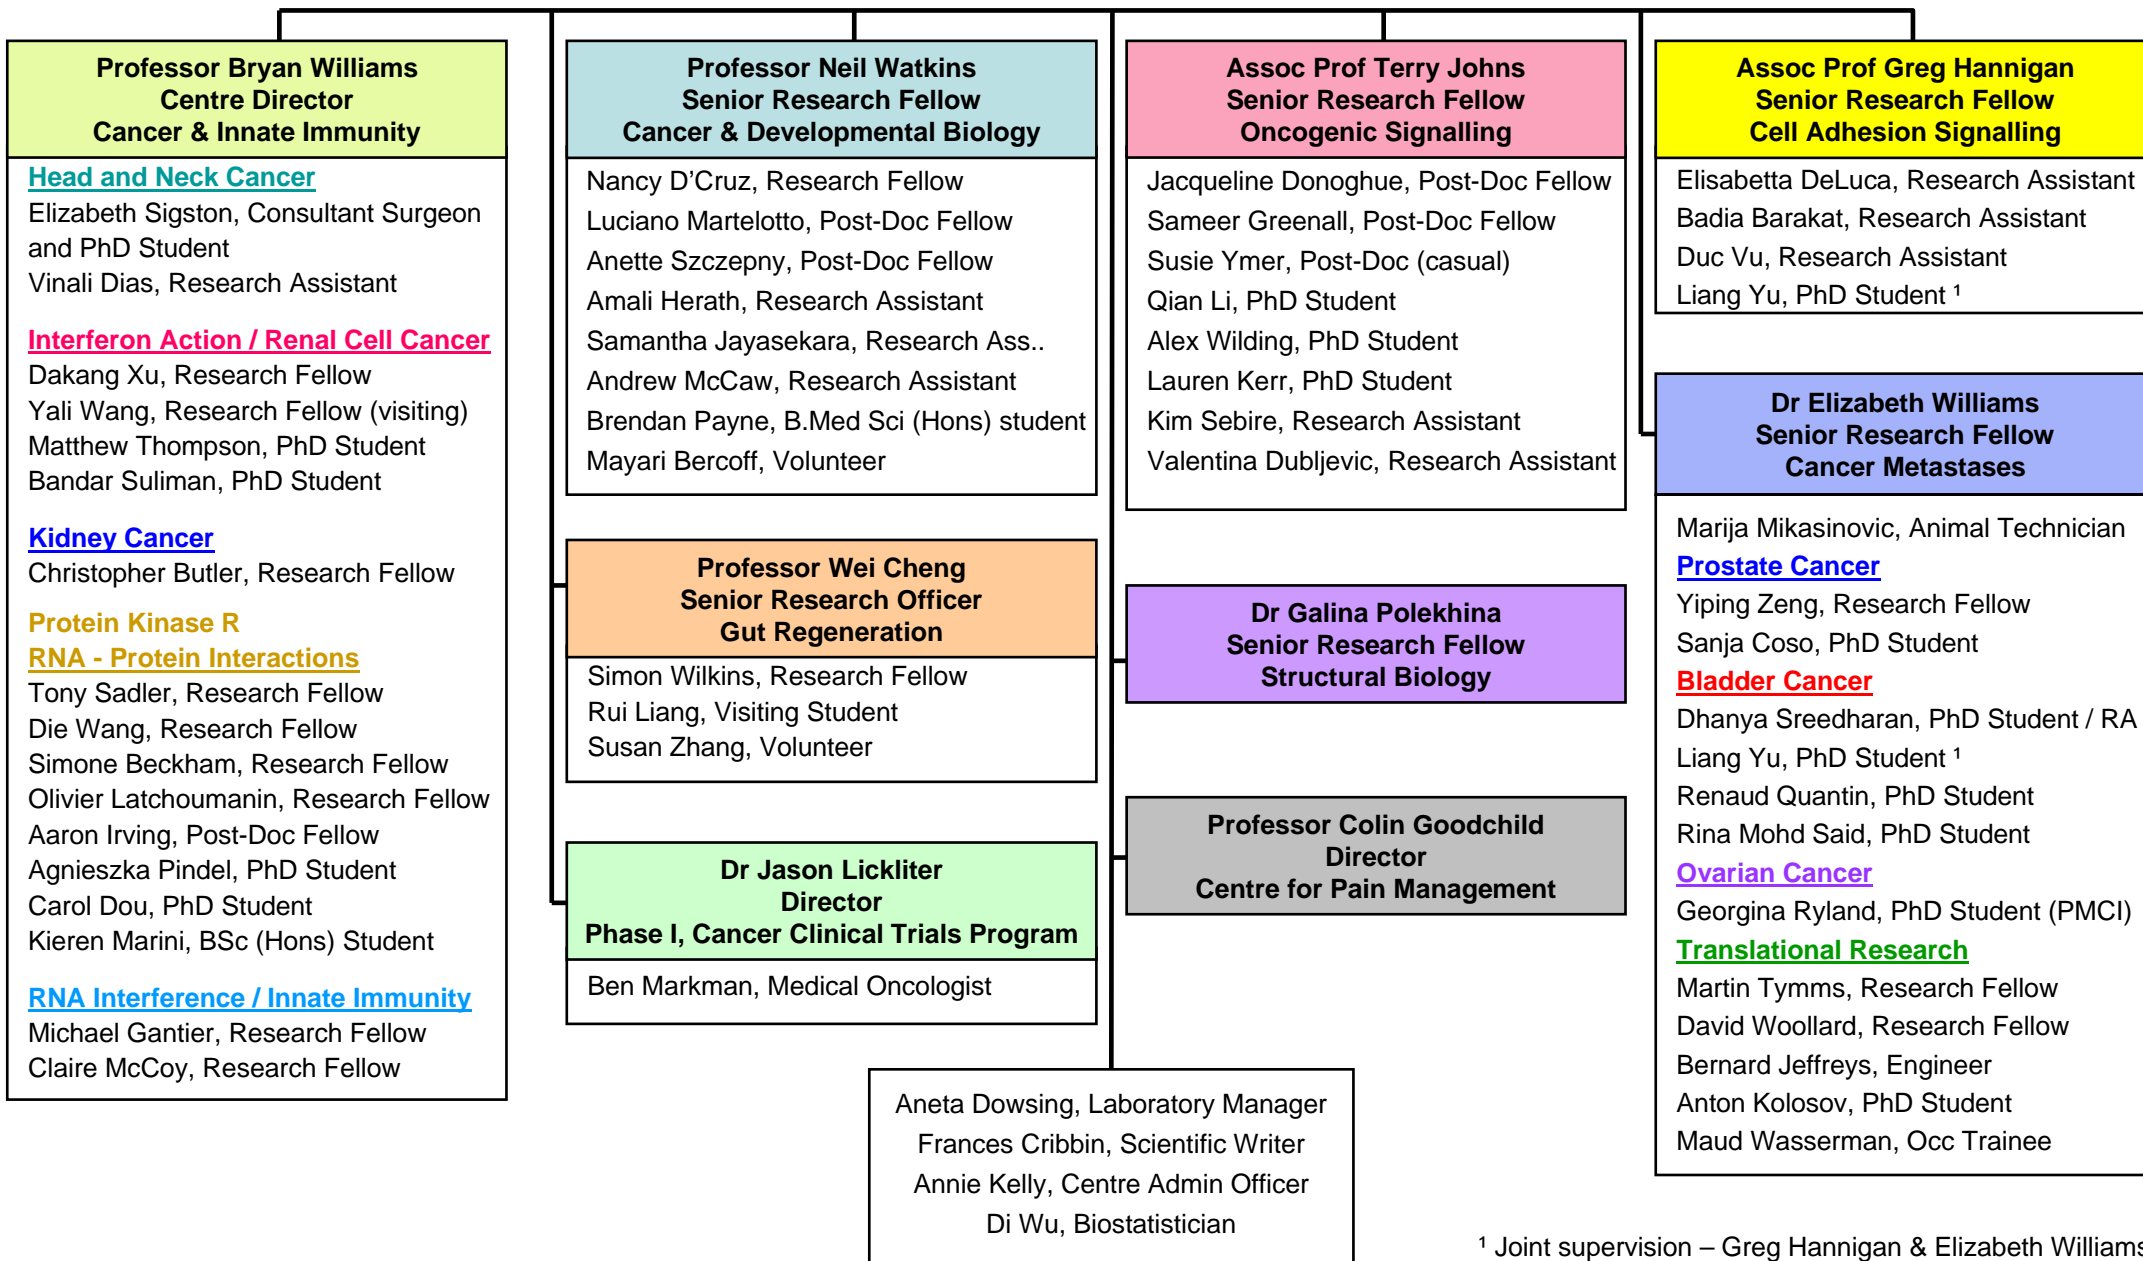 Professor Bryan Williams
Centre Director
Cancer & Innate Immunity
Head and Neck Cancer
Elizabeth Sigston, Consultant Surgeon
and PhD Student
Vinali Dias, Research Assistant
Interferon Action / Renal Cell Cancer
Dakang Xu, Research Fellow
Yali Wang, Research Fellow (visiting)
Matthew Thompson, PhD Student
Bandar Suliman, PhD Student
Kidney Cancer
Christopher Butler, Research Fellow
Protein Kinase R
RNA - Protein Interactions
Tony Sadler, Research Fellow
Die Wang, Research Fellow
Simone Beckham, Research Fellow
Olivier Latchoumanin, Research Fellow
Aaron Irving, Post-Doc Fellow
Agnieszka Pindel, PhD Student
Carol Dou, PhD Student
Kieren Marini, BSc (Hons) Student
RNA Interference / Innate Immunity
Michael Gantier, Research Fellow
Claire McCoy, Research Fellow
Professor Neil Watkins
Senior Research Fellow
Cancer & Developmental Biology
Nancy D’Cruz, Research Fellow
Luciano Martelotto, Post-Doc Fellow
Anette Szczepny, Post-Doc Fellow
Amali Herath, Research Assistant
Samantha Jayasekara, Research Ass..
Andrew McCaw, Research Assistant
Brendan Payne, B.Med Sci (Hons) student
Mayari Bercoff, Volunteer
Professor Wei Cheng
Senior Research Officer
Gut Regeneration
Simon Wilkins, Research Fellow
Rui Liang, Visiting Student
Susan Zhang, Volunteer
Dr Jason Lickliter
Director
Phase I, Cancer Clinical Trials Program
Ben Markman, Medical Oncologist
Aneta Dowsing, Laboratory Manager
Frances Cribbin, Scientific Writer
Annie Kelly, Centre Admin Officer
Di Wu, Biostatistician
Assoc Prof Terry Johns
Senior Research Fellow
Oncogenic Signalling
Jacqueline Donoghue, Post-Doc Fellow
Sameer Greenall, Post-Doc Fellow
Susie Ymer, Post-Doc (casual)
Qian Li, PhD Student
Alex Wilding, PhD Student
Lauren Kerr, PhD Student
Kim Sebire, Research Assistant
Valentina Dubljevic, Research Assistant
Dr Galina Polekhina
Senior Research Fellow
Structural Biology
Professor Colin Goodchild
Director
Centre for Pain Management
Assoc Prof Greg Hannigan
Senior Research Fellow
Cell Adhesion Signalling
Elisabetta DeLuca, Research Assistant
Badia Barakat, Research Assistant
Duc Vu, Research Assistant
Liang Yu, PhD Student ¹
Dr Elizabeth Williams
Senior Research Fellow
Cancer Metastases
Marija Mikasinovic, Animal Technician
Prostate Cancer
Yiping Zeng, Research Fellow
Sanja Coso, PhD Student
Bladder Cancer
Dhanya Sreedharan, PhD Student / RA
Liang Yu, PhD Student ¹
Renaud Quantin, PhD Student
Rina Mohd Said, PhD Student
Ovarian Cancer
Georgina Ryland, PhD Student (PMCI)
Translational Research
Martin Tymms, Research Fellow
David Woollard, Research Fellow
Bernard Jeffreys, Engineer
Anton Kolosov, PhD Student
Maud Wasserman, Occ Trainee
¹ Joint supervision – Greg Hannigan & Elizabeth Williams